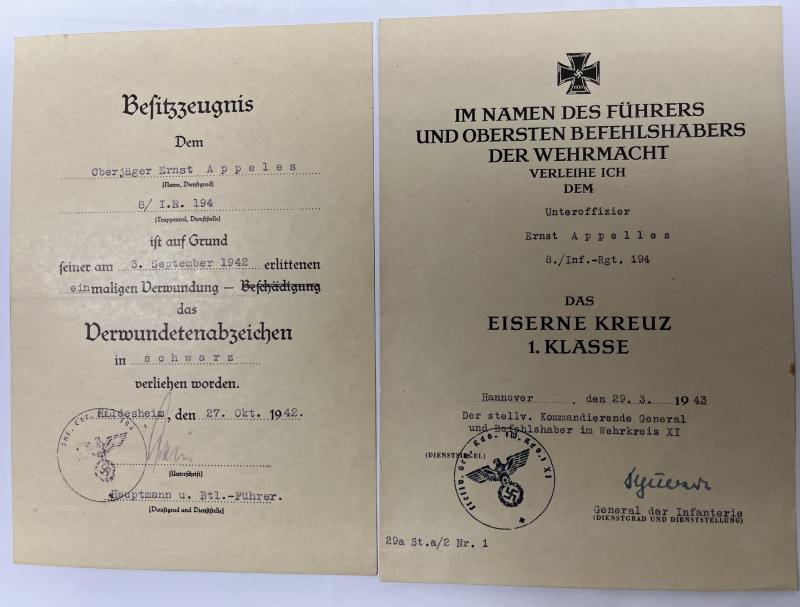 Besitzzeugnis
Dem
Oberjäger Ernst Appeles
(Name, Dienstgrad)
8/ I.R. 194
(Truppenteil, Dienststelle)
ist auf Grund
seiner am 3. September 1942 erlittenen
einmaligen Verwundung – Beschädigung
das
Verwundetenabzeichen
in schwarz
verliehen worden.
Hildesheim, den 27. Okt. 1942.
(Unterschrift)
Hauptmann u. Btl.-Führer.
(Dienstgrad und Dienststelle)
IM NAMEN DES FÜHRERS
UND OBERSTEN BEFEHLSHABERS
DER WEHRMACHT
VERLEIHE ICH
DEM
Unteroffizier
Ernst Appelles
8./Inf.-Rgt. 194
DAS
EISERNE KREUZ
1. KLASSE
Hannover, den 29.3. 1943
Der stellv. Kommandierende General
und Befehlshaber im Wehrkreis XI
(DIENSTSIEGEL)
General der Infanterie
(DIENSTGRAD UND DIENSTSTELLUNG)
29a St.a/2 Nr. 1